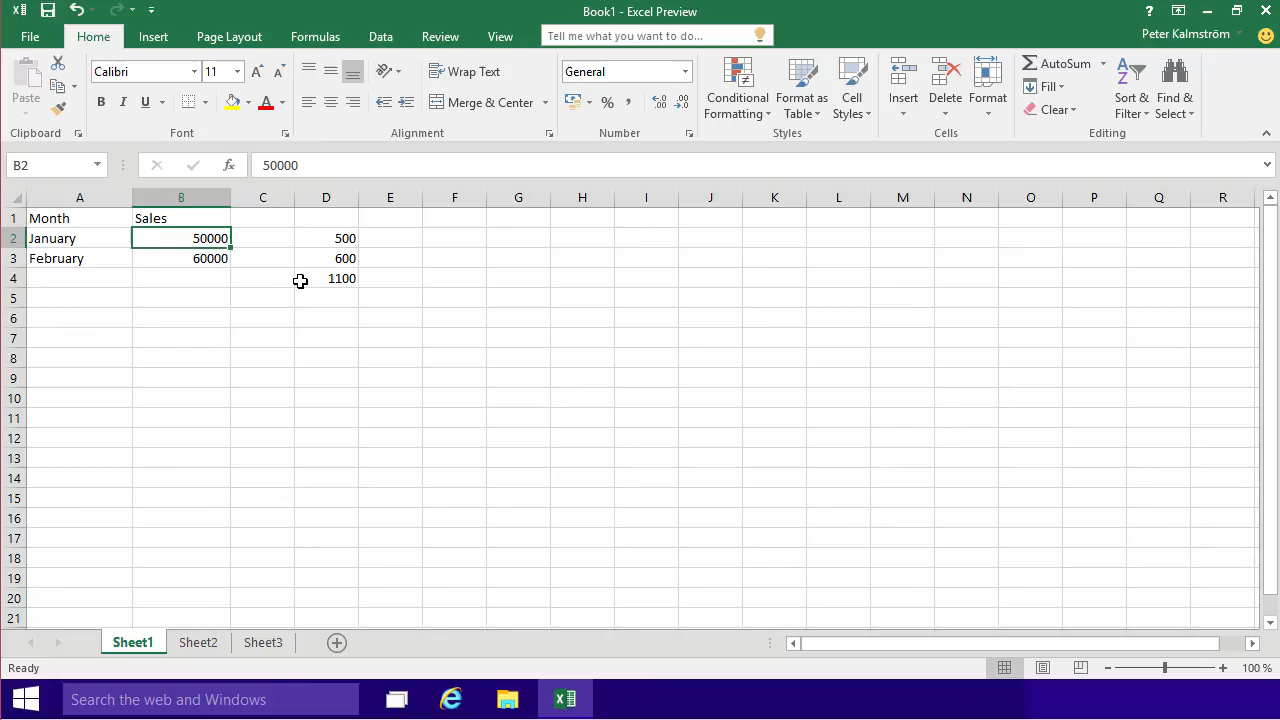 Book1 - Excel Preview
?
File Home Insert Page Layout Formulas Data Review View Tell me what you want to do... Peter Kalmström
Paste
Calibri 11 A A
B I U A
Wrap Text
Merge & Center
General
% ,
Conditional Formatting
Format as Table
Cell Styles
Insert Delete Format
AutoSum
Fill
Clear
Sort & Filter
Find & Select
Clipboard Font Alignment Number Styles Cells Editing
B2 fx 50000
A B C D E F G H I J K L M N O P Q R
1 Month Sales
2 January 50000 500
3 February 60000 600
4 1100
5
6
7
8
9
10
11
12
13
14
15
16
17
18
19
20
21
Sheet1 Sheet2 Sheet3
Ready 100 %
Search the web and Windows